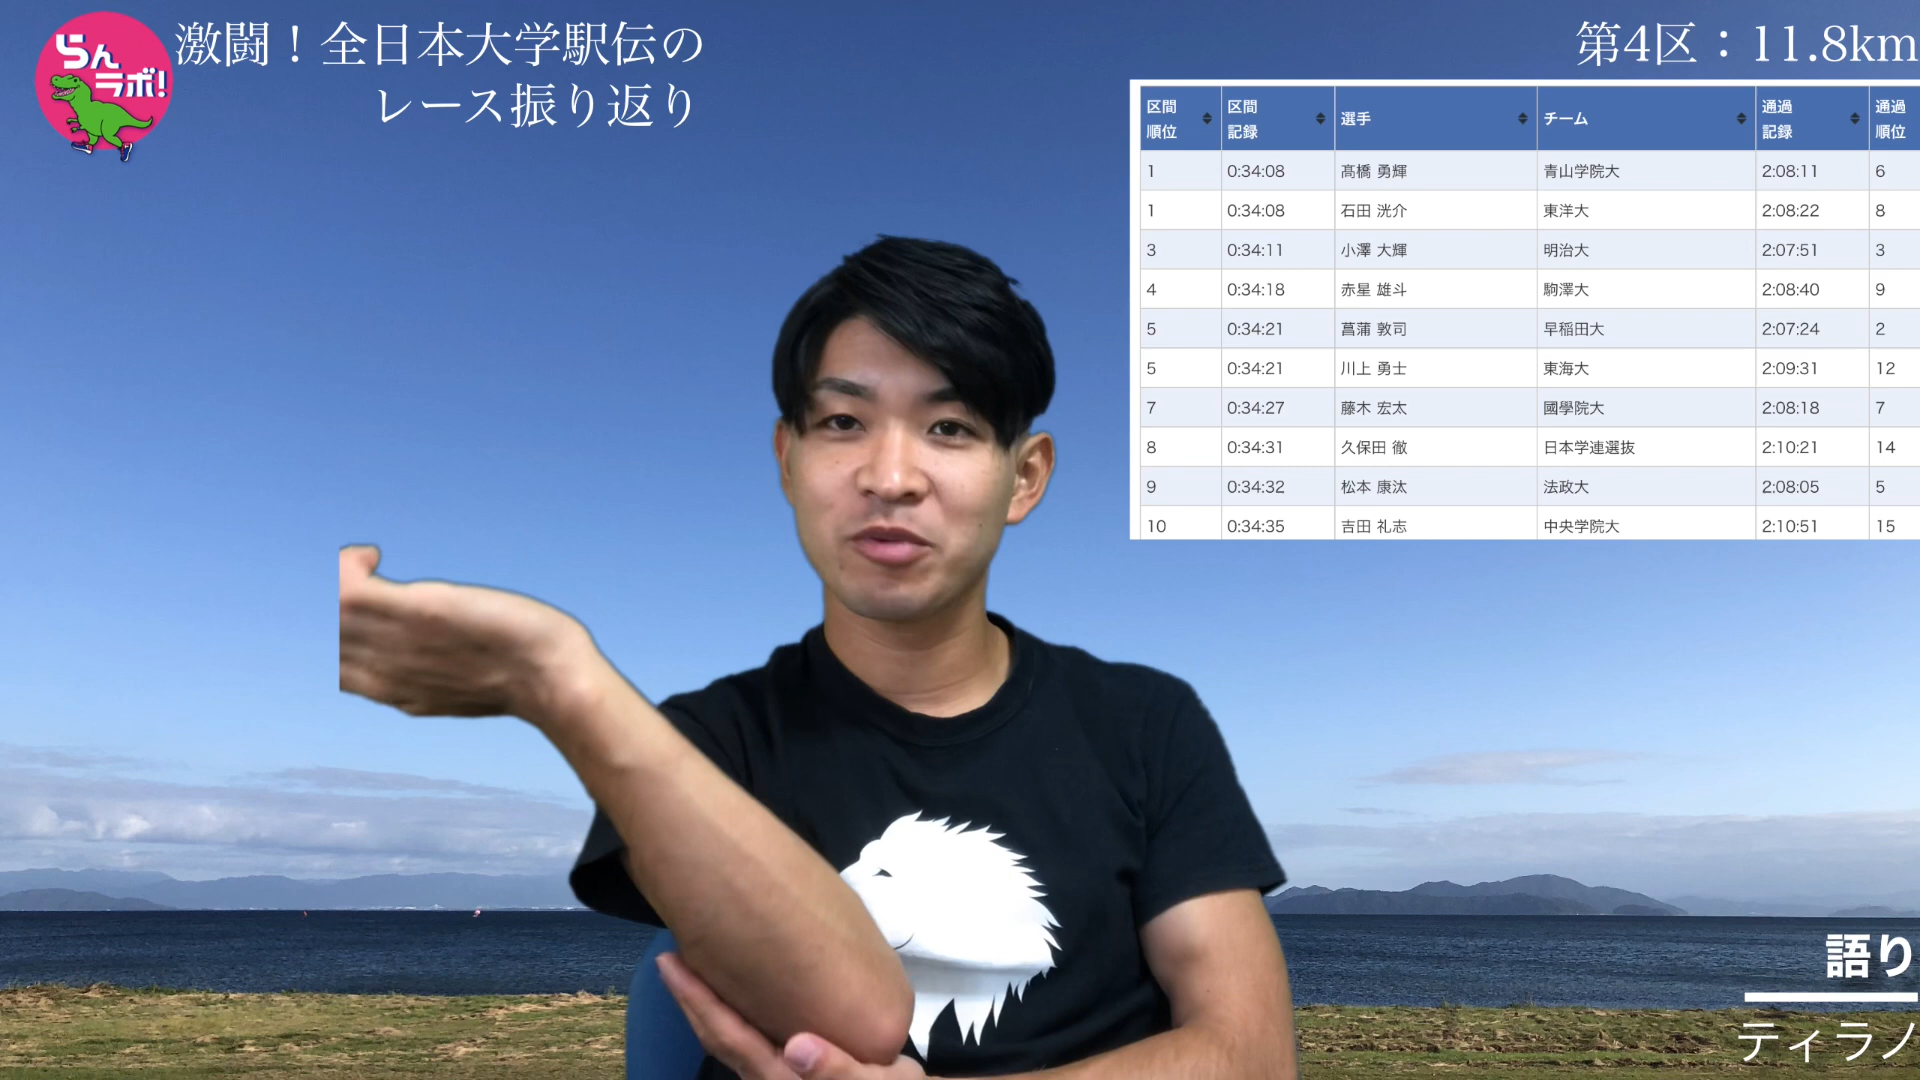 らん
ラボ!
激闘！全日本大学駅伝の
レース振り返り
第4区：11.8km
区間順位 区間記録 選手 チーム 通過記録 通過順位
1 0:34:08 髙橋 勇輝 青山学院大 2:08:11 6
1 0:34:08 石田 洸介 東洋大 2:08:22 8
3 0:34:11 小澤 大輝 明治大 2:07:51 3
4 0:34:18 赤星 雄斗 駒澤大 2:08:40 9
5 0:34:21 菖蒲 敦司 早稲田大 2:07:24 2
5 0:34:21 川上 勇士 東海大 2:09:31 12
7 0:34:27 藤木 宏太 國學院大 2:08:18 7
8 0:34:31 久保田 徹 日本学連選抜 2:10:21 14
9 0:34:32 松本 康汰 法政大 2:08:05 5
10 0:34:35 吉田 礼志 中央学院大 2:10:51 15
語り
ティラノ